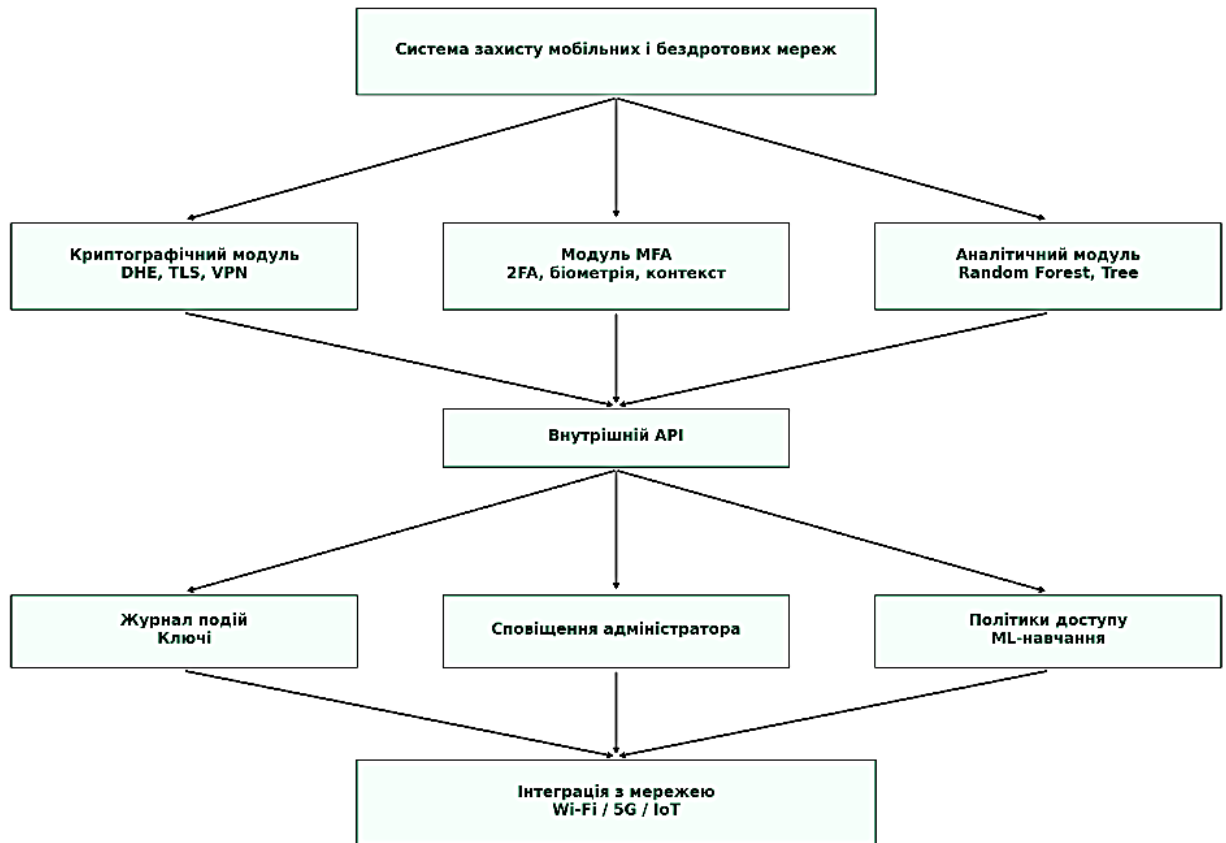 Система захисту мобільних і бездротових мереж
Криптографічний модуль
DHE, TLS, VPN
Модуль MFA
2FA, біометрія, контекст
Аналітичний модуль
Random Forest, Tree
Внутрішній API
Журнал подій
Ключі
Сповіщення адміністратора
Політики доступу
ML-навчання
Інтеграція з мережею
Wi-Fi / 5G / IoT